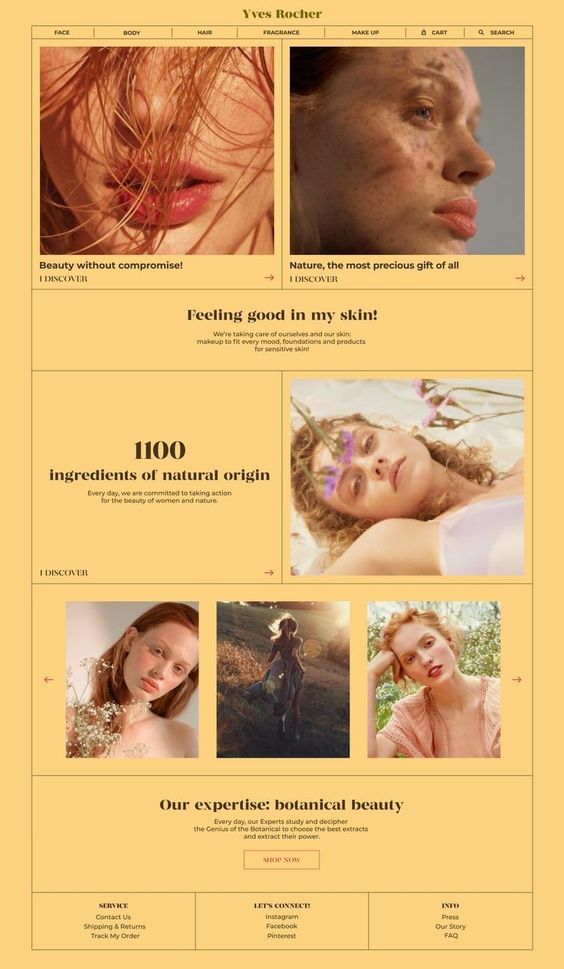 Yves Rocher
FACE
BODY
HAIR
FRAGRANCE
MAKE UP
CART
SEARCH
Beauty without compromise!
I DISCOVER
Nature, the most precious gift of all
I DISCOVER
Feeling good in my skin!
We're taking care of ourselves and our skin:
makeup to fit every mood, foundations and products
for sensitive skin!
1100
ingredients of natural origin
Every day, we are committed to taking action
for the beauty of women and nature.
I DISCOVER
Our expertise: botanical beauty
Every day, our Experts study and decipher
the Genius of the Botanical to choose the best extracts
and extract their power.
SHOP NOW
SERVICE
Contact Us
Shipping & Returns
Track My Order
LET'S CONNECT!
Instagram
Facebook
Pinterest
INFO
Press
Our Story
FAQ